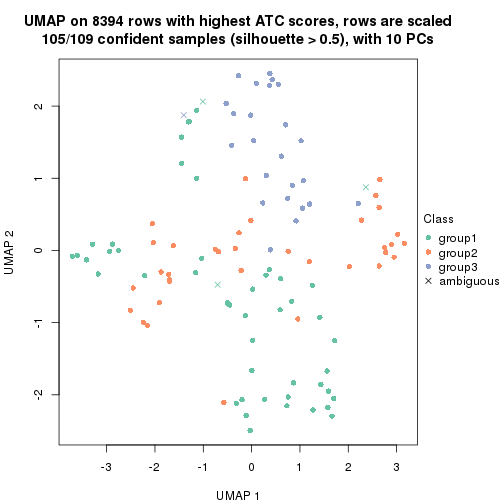 UMAP on 8394 rows with highest ATC scores, rows are scaled
105/109 confident samples (silhouette > 0.5), with 10 PCs
2
1
0
-1
-2
UMAP 2
-3
-2
-1
0
1
2
3
UMAP 1
Class
group1
group2
group3
ambiguous